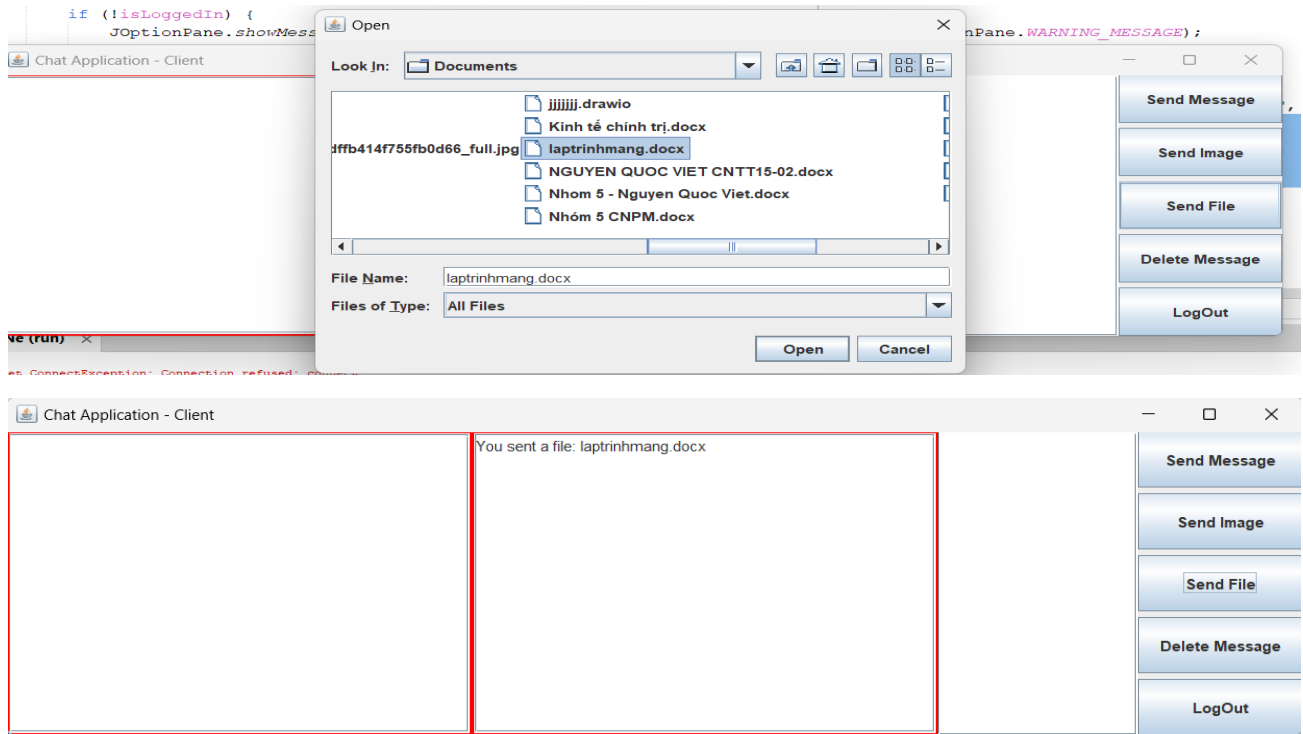 if (!isLoggedIn) {
JOptionPane.showMess
nPane.WARNING_MESSAGE);
Chat Application - Client
Open
Look In: Documents
jjjjjjj.drawio
Kinh tế chính trị.docx
dffb414f755fb0d66_full.jpg laptrinhmang.docx
NGUYEN QUOC VIET CNTT15-02.docx
Nhom 5 - Nguyen Quoc Viet.docx
Nhóm 5 CNPM.docx
File Name: laptrinhmang.docx
Files of Type: All Files
Open Cancel
Send Message
Send Image
Send File
Delete Message
LogOut
(run)
ConnectException: Connection refused:
Chat Application - Client
You sent a file: laptrinhmang.docx
Send Message
Send Image
Send File
Delete Message
LogOut